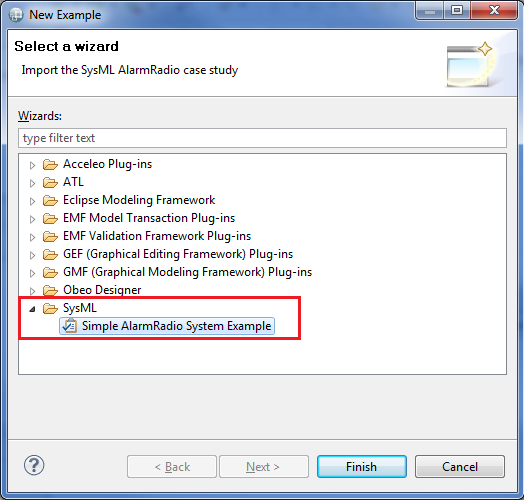 New Example
Select a wizard
Import the SysML AlarmRadio case study
Wizards:
type filter text
Acceleo Plug-ins
ATL
Eclipse Modeling Framework
EMF Model Transaction Plug-ins
EMF Validation Framework Plug-ins
GEF (Graphical Editing Framework) Plug-ins
GMF (Graphical Modeling Framework) Plug-ins
Obeo Designer
SysML
Simple AlarmRadio System Example
?
< Back
Next >
Finish
Cancel